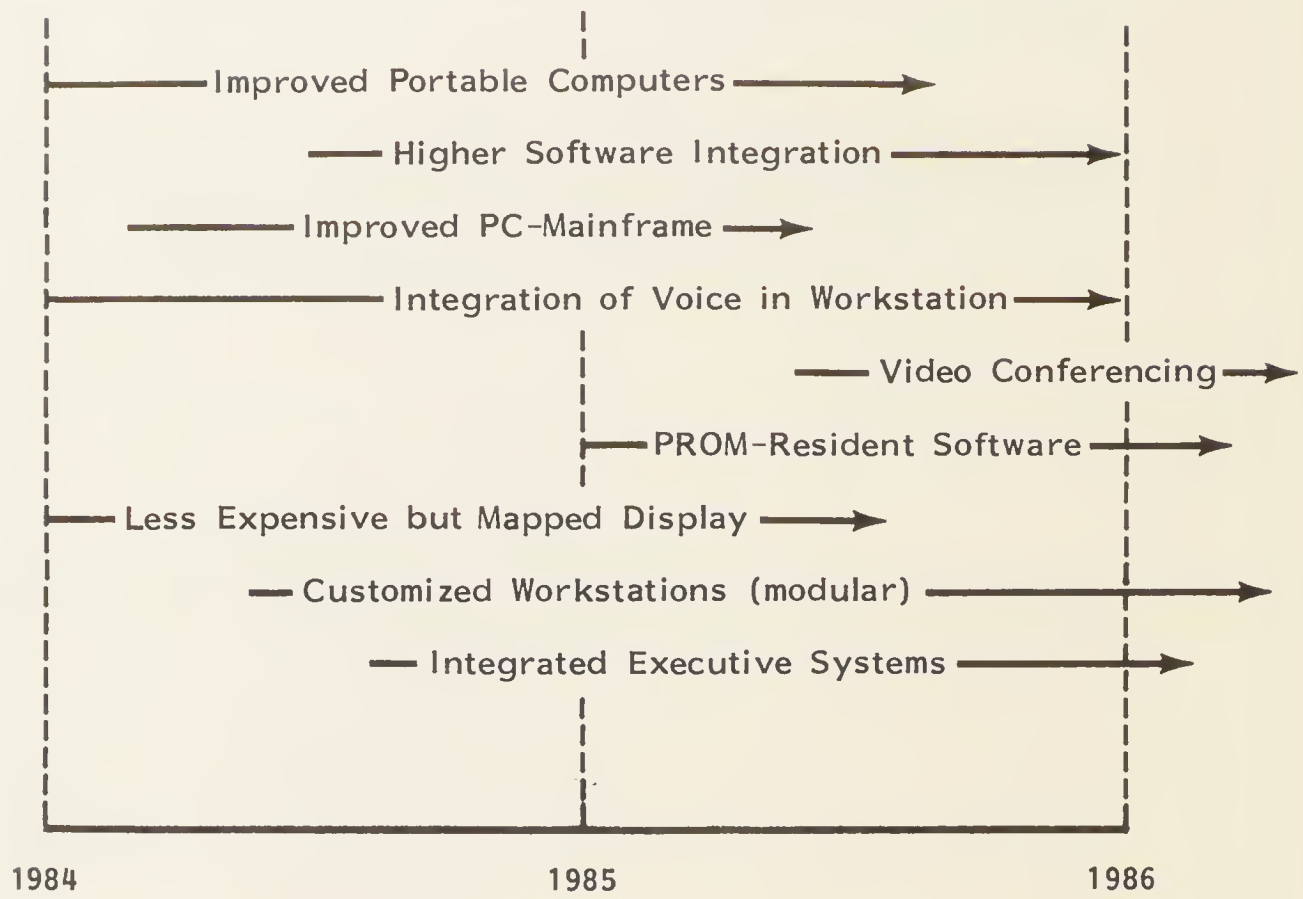 Improved Portable Computers
Higher Software Integration
Improved PC-Mainframe
Integration of Voice in Workstation
Video Conferencing
PROM-Resident Software
Less Expensive but Mapped Display
Customized Workstations (modular)
Integrated Executive Systems
1984 1985 1986